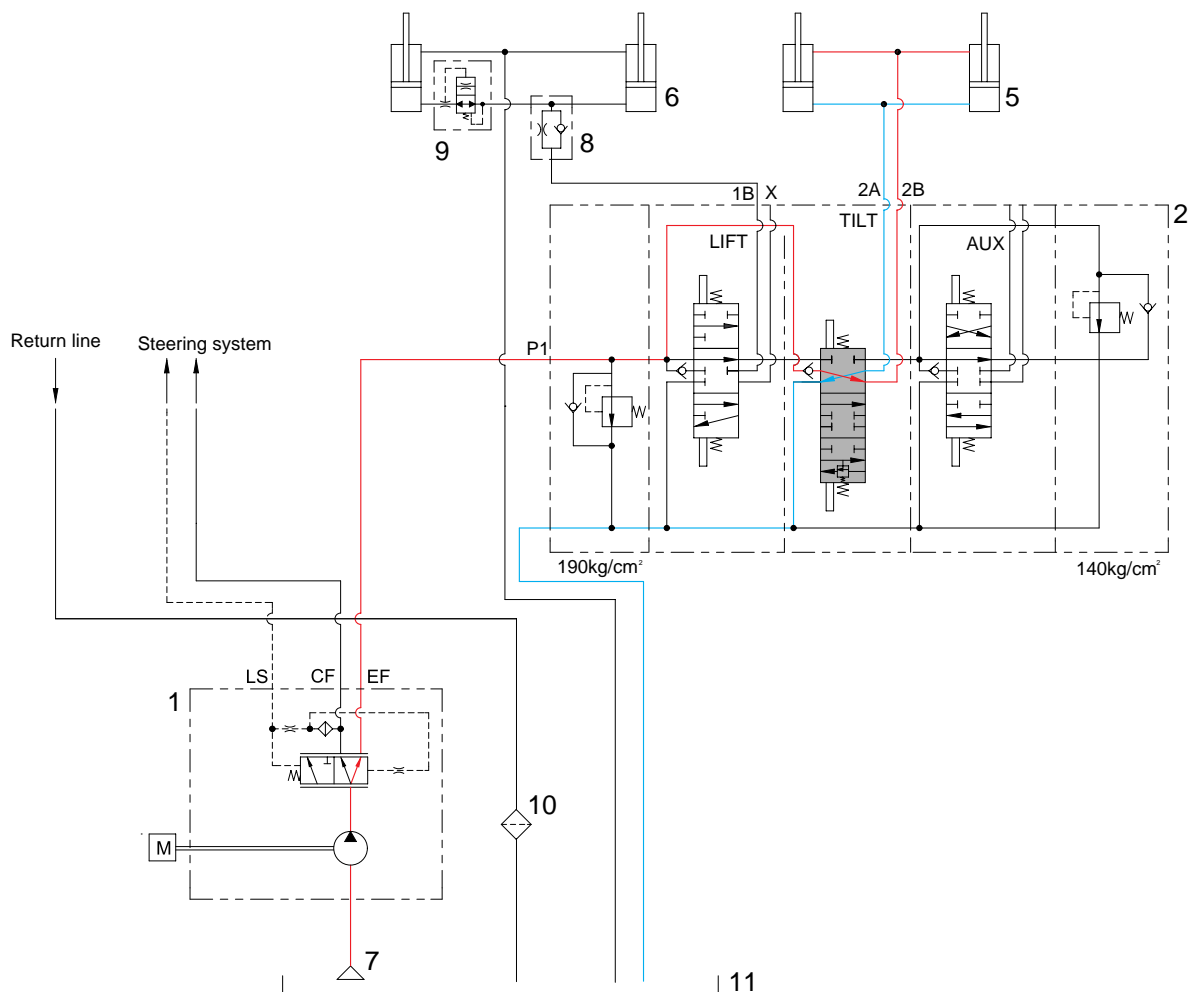 6
5
9
8
1B X
2A 2B
2
LIFT
TILT
AUX
Return line
Steering system
P1
190kg/cm²
140kg/cm²
LS CF EF
1
10
M
7
11